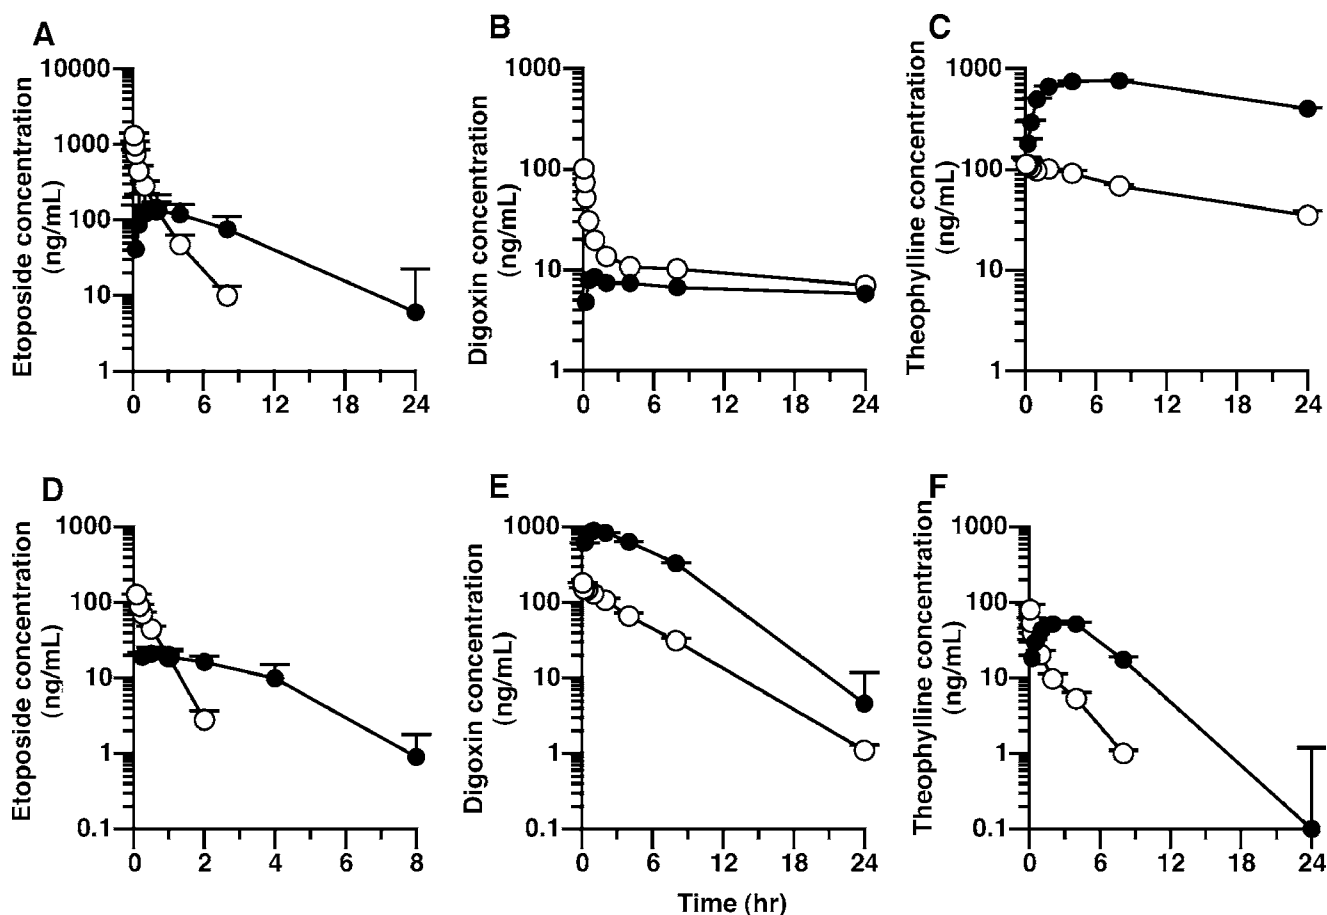 A
Etoposide concentration
(ng/mL)
10000
1000
100
10
1
0 6 12 18 24
B
Digoxin concentration
(ng/mL)
1000
100
10
1
0 6 12 18 24
C
Theophylline concentration
(ng/mL)
1000
100
10
1
0 6 12 18 24
D
Etoposide concentration
(ng/mL)
1000
100
10
1
0.1
0 2 4 6 8
E
Digoxin concentration
(ng/mL)
1000
100
10
1
0.1
0 6 12 18 24
F
Theophylline concentration
(ng/mL)
1000
100
10
1
0.1
0 6 12 18 24
Time (hr)